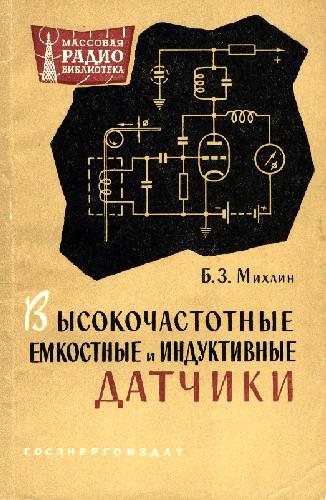 МАССОВАЯ
РАДИО
БИБЛИОТЕКА
Б. З. Михлин
Высокочастотные
емкостные и индуктивные
датчики
ГОСЭНЕРГОИЗДАТ